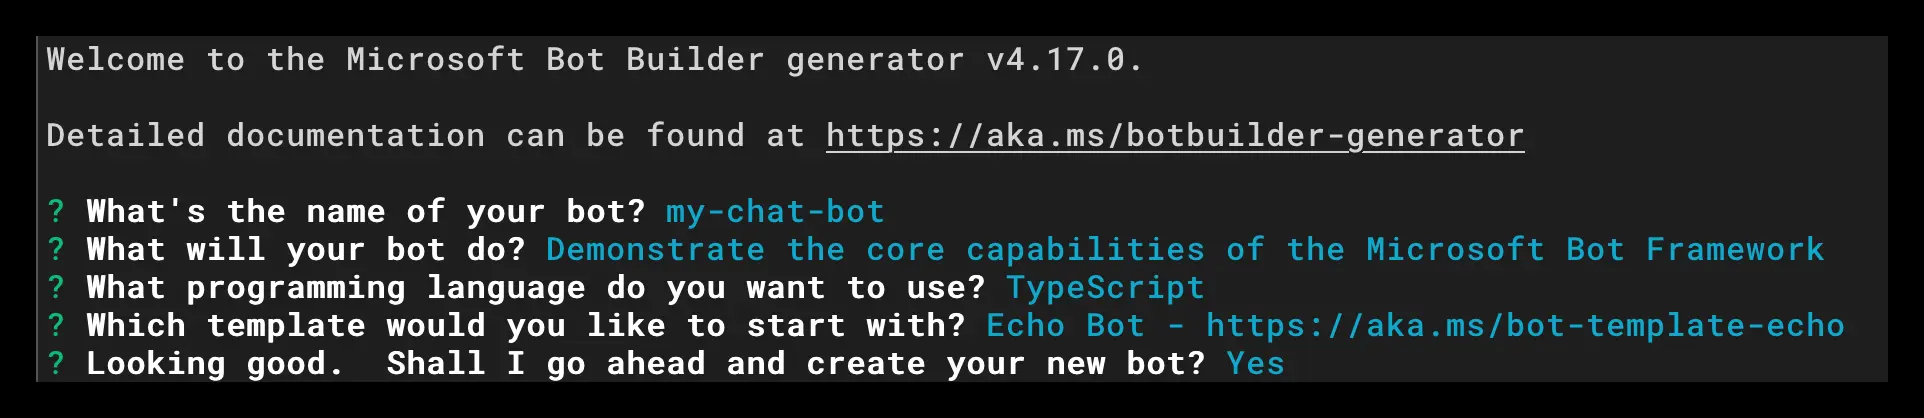 Welcome to the Microsoft Bot Builder generator v4.17.0.
Detailed documentation can be found at https://aka.ms/botbuilder-generator
? What's the name of your bot? my-chat-bot
? What will your bot do? Demonstrate the core capabilities of the Microsoft Bot Framework
? What programming language do you want to use? TypeScript
? Which template would you like to start with? Echo Bot - https://aka.ms/bot-template-echo
? Looking good.  Shall I go ahead and create your new bot? Yes